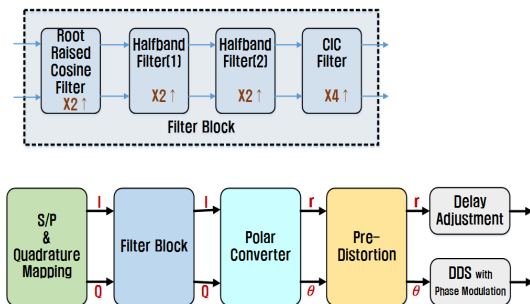 Root
Raised
Cosine
Filter
X2↑
Halfband
Filter(1)
X2↑
Halfband
Filter(2)
X2↑
CIC
Filter
X4↑
Filter Block
S/P
&
Quadrature
Mapping
I
Q
Filter Block
I
Q
Polar
Converter
r
θ
Pre-
Distortion
r
θ
Delay
Adjustment
DDS with
Phase Modulation